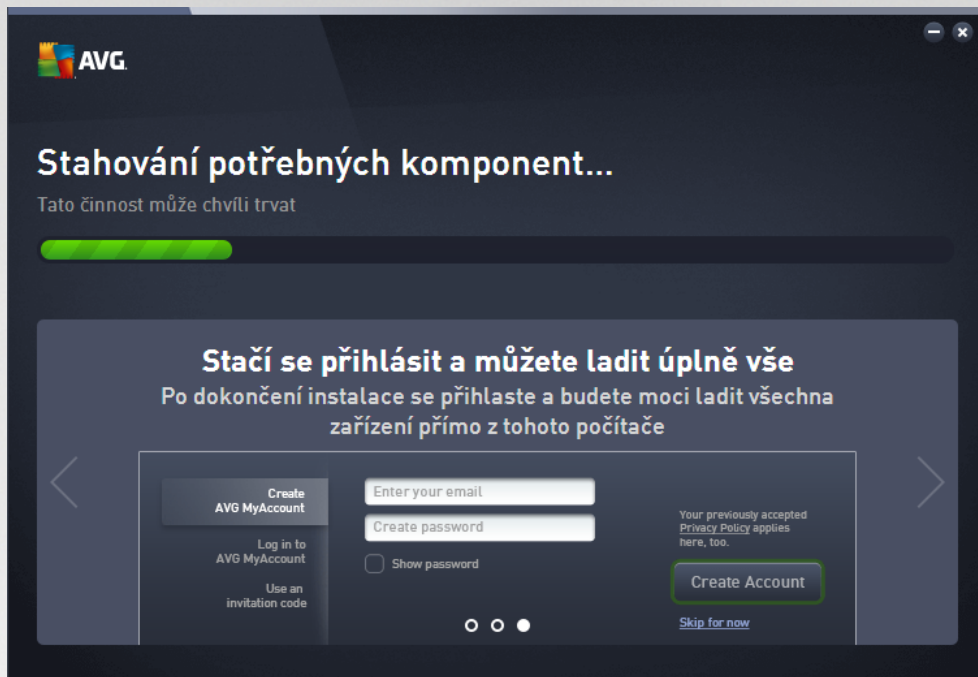 AVG.
Stahování potřebných komponent...
Tato činnost může chvíli trvat
Stačí se přihlásit a můžete ladit úplně vše
Po dokončení instalace se přihlaste a budete moci ladit všechna
zařízení přímo z tohoto počítače
Create
AVG MyAccount
Log in to
AVG MyAccount
Use an
invitation code
Enter your email
Create password
Show password
Your previously accepted
Privacy Policy applies
here, too.
Create Account
Skip for now